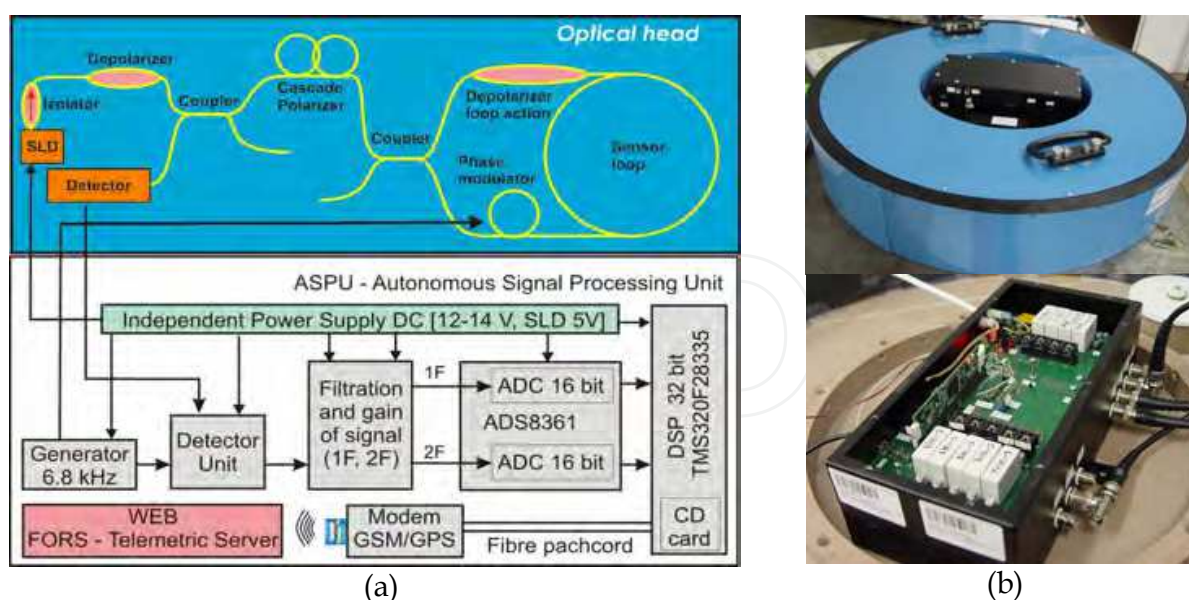 Optical head
Depolarizer
Isolator
SLD
Detector
Coupler
Cascade
Polarizer
Coupler
Depolarizer
loop action
Phase
modulator
Sensor
loop
ASPU - Autonomous Signal Processing Unit
Independent Power Supply DC [12-14 V, SLD 5V]
Generator
6.8 kHz
Detector
Unit
Filtration
and gain
of signal
(1F, 2F)
1F
2F
ADC 16 bit
ADS8361
ADC 16 bit
DSP 32 bit
TMS320F28335
WEB
FORS - Telemetric Server
Modem
GSM/GPS
Fibre pachcord
CD
card
(a)
(b)